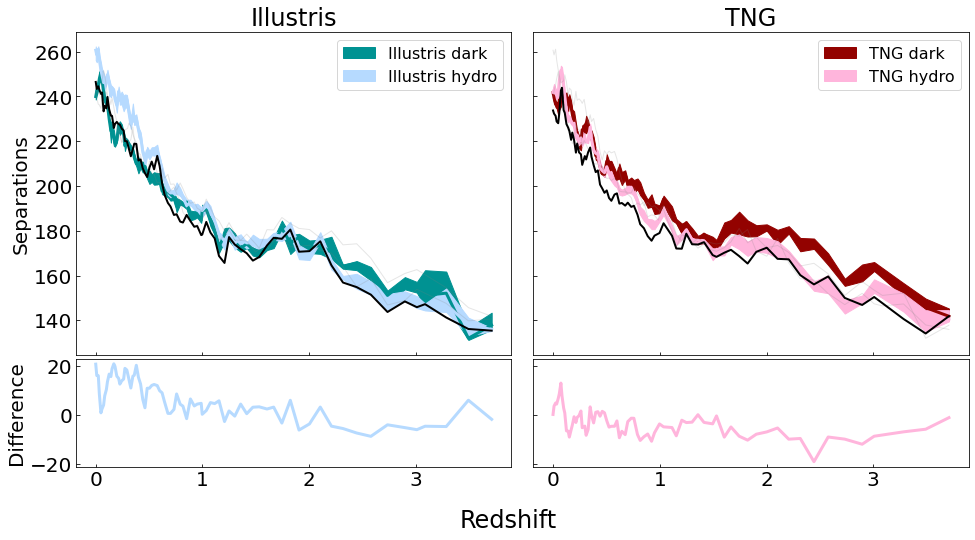 Illustris
TNG
Illustris dark
Illustris hydro
TNG dark
TNG hydro
Separations
260
240
220
200
180
160
140
Difference
20
0
−20
0 1 2 3
0 1 2 3
Redshift